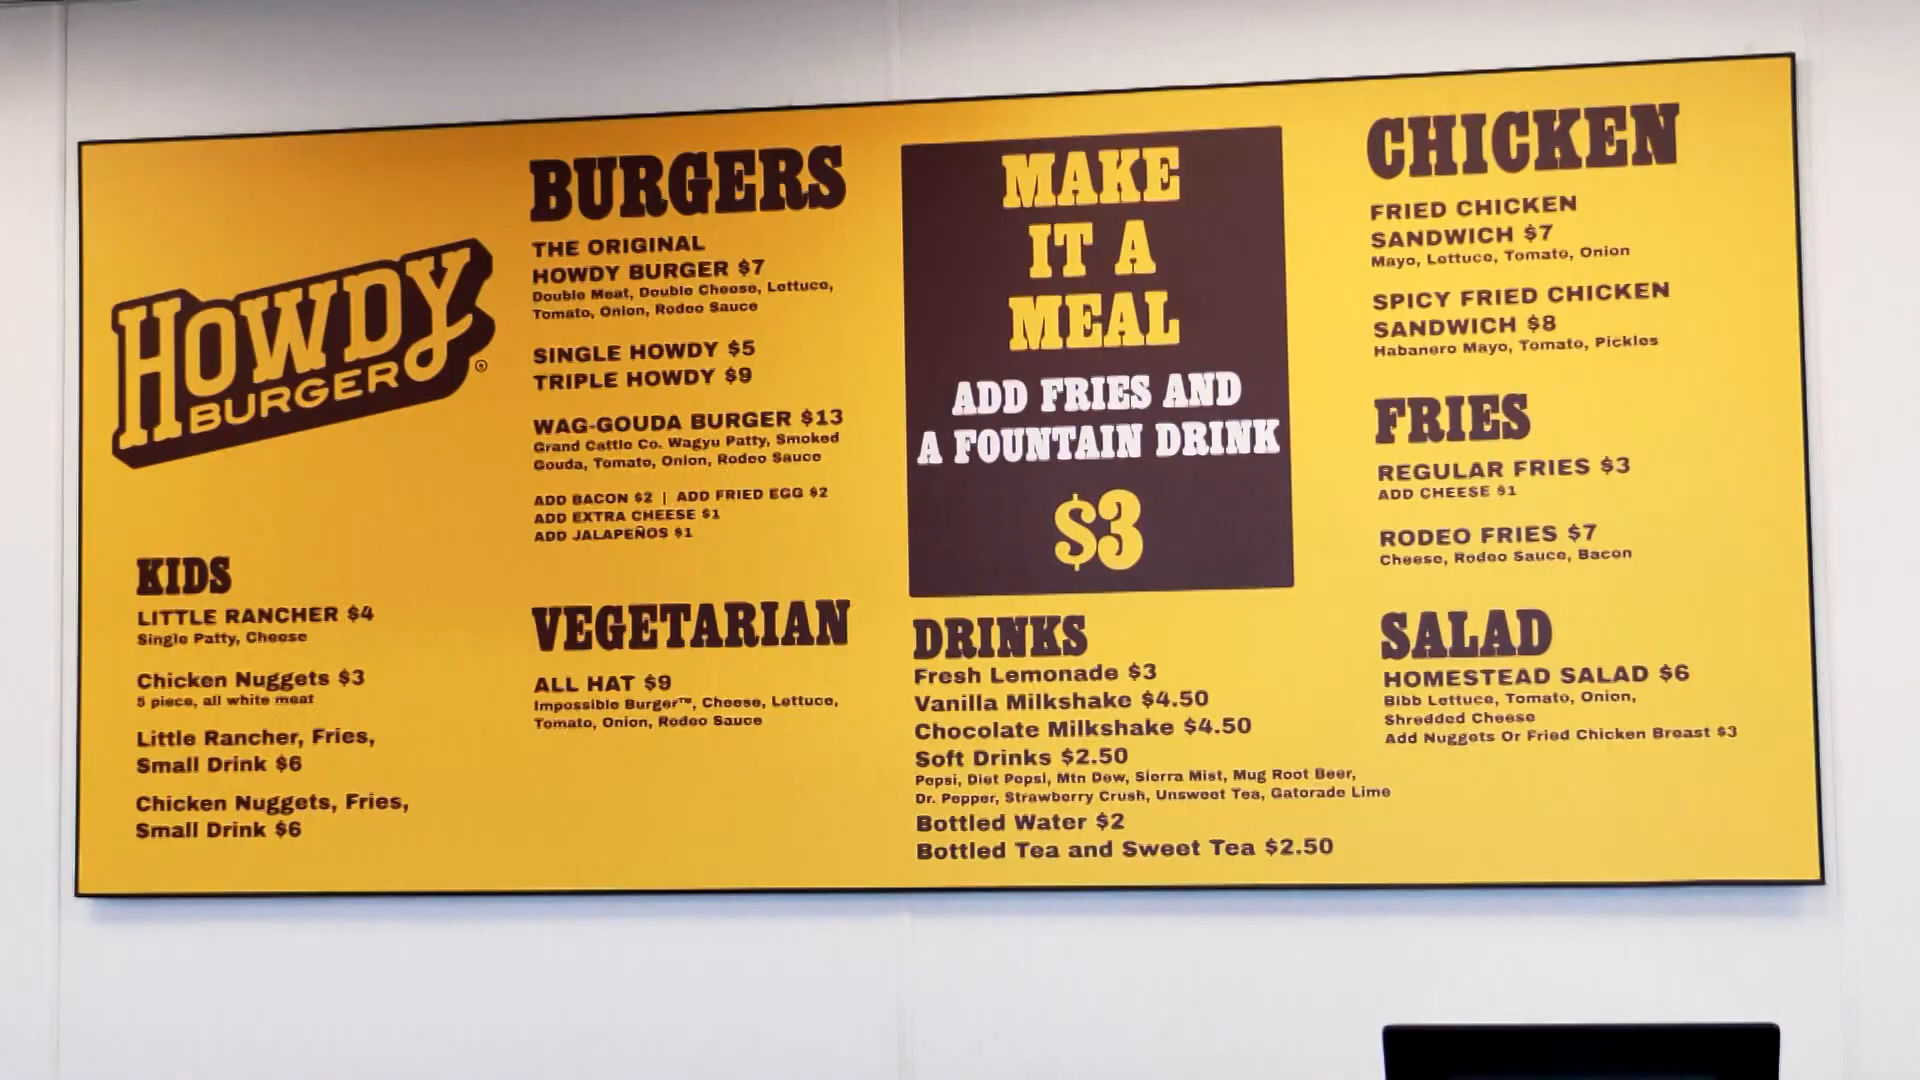 HOWDY
BURGER®
KIDS
LITTLE RANCHER $4
Single Patty, Cheese
Chicken Nuggets $3
5 piece, all white meat
Little Rancher, Fries,
Small Drink $6
Chicken Nuggets, Fries,
Small Drink $6
BURGERS
THE ORIGINAL
HOWDY BURGER $7
Double Meat, Double Cheese, Lettuce,
Tomato, Onion, Rodeo Sauce
SINGLE HOWDY $5
TRIPLE HOWDY $9
WAG-GOUDA BURGER $13
Grand Cattle Co. Wagyu Patty, Smoked
Gouda, Tomato, Onion, Rodeo Sauce
ADD BACON $2 | ADD FRIED EGG $2
ADD EXTRA CHEESE $1
ADD JALAPEÑOS $1
VEGETARIAN
ALL HAT $9
Impossible Burger™, Cheese, Lettuce,
Tomato, Onion, Rodeo Sauce
MAKE
IT A
MEAL
ADD FRIES AND
A FOUNTAIN DRINK
$3
DRINKS
Fresh Lemonade $3
Vanilla Milkshake $4.50
Chocolate Milkshake $4.50
Soft Drinks $2.50
Pepsi, Diet Pepsi, Mtn Dew, Sierra Mist, Mug Root Beer,
Dr. Pepper, Strawberry Crush, Unsweet Tea, Gatorade Lime
Bottled Water $2
Bottled Tea and Sweet Tea $2.50
CHICKEN
FRIED CHICKEN
SANDWICH $7
Mayo, Lettuce, Tomato, Onion
SPICY FRIED CHICKEN
SANDWICH $8
Habanero Mayo, Tomato, Pickles
FRIES
REGULAR FRIES $3
ADD CHEESE $1
RODEO FRIES $7
Cheese, Rodeo Sauce, Bacon
SALAD
HOMESTEAD SALAD $6
Bibb Lettuce, Tomato, Onion,
Shredded Cheese
Add Nuggets Or Fried Chicken Breast $3